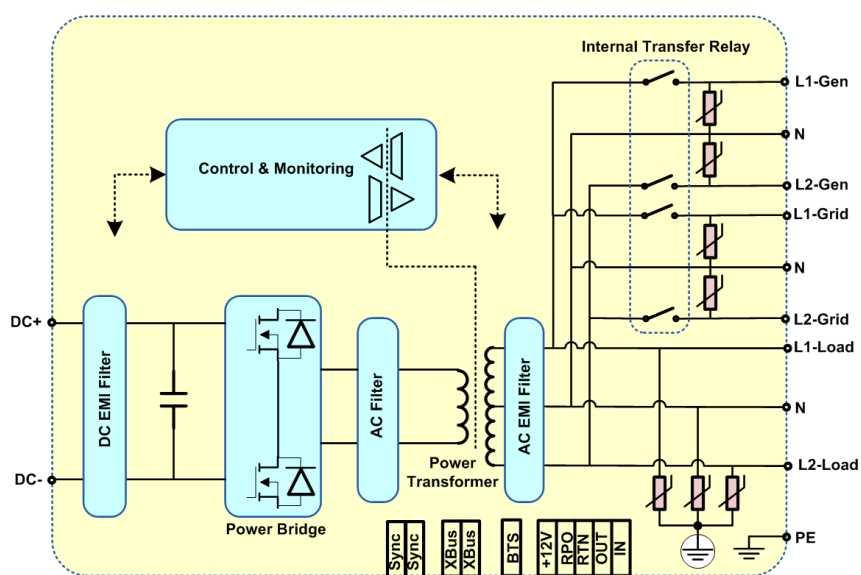 Internal Transfer Relay
L1-Gen
N
L2-Gen
L1-Grid
N
L2-Grid
L1-Load
N
L2-Load
PE
Control & Monitoring
DC+
DC-
DC EMI Filter
Power Bridge
AC Filter
Power
Transformer
AC EMI Filter
Sync
Sync
XBus
XBus
BTS
+12V
RPO
RTN
OUT
IN